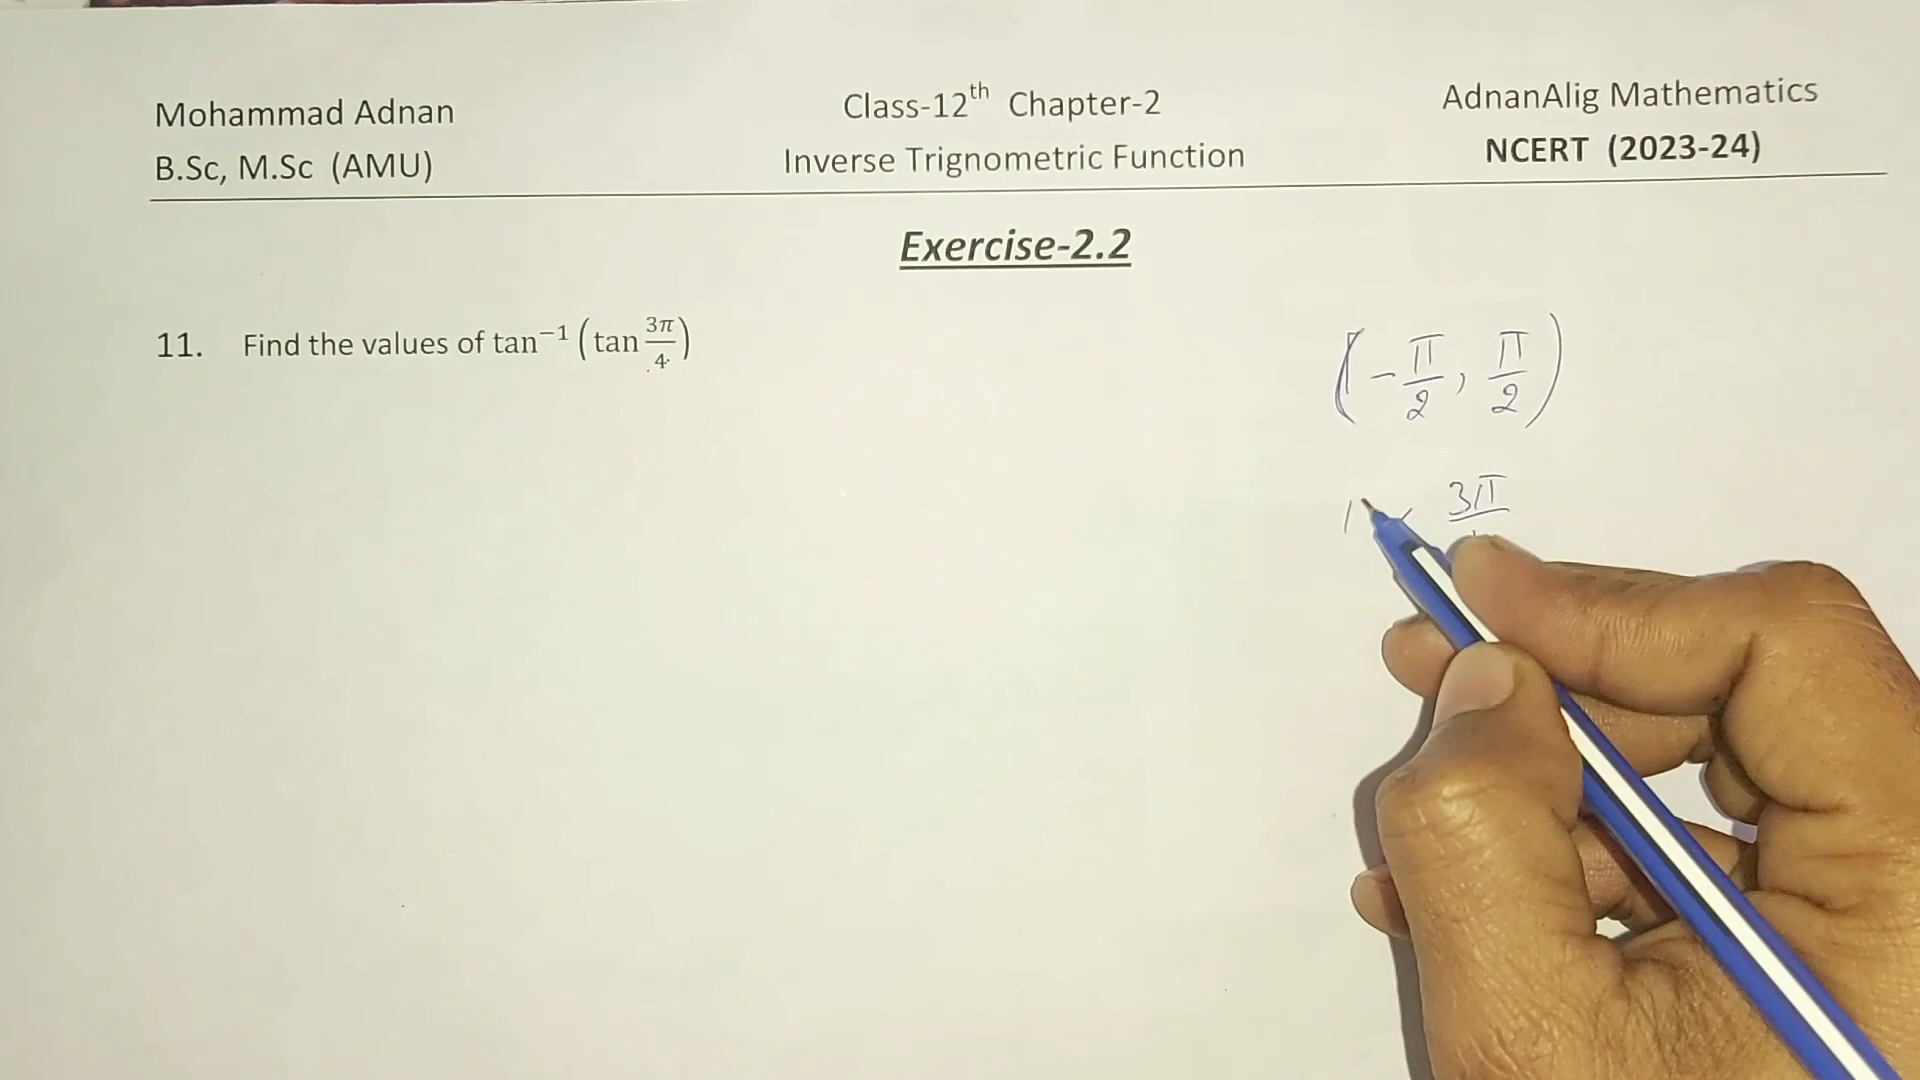 Mohammad Adnan
B.Sc, M.Sc (AMU)
Class-12th Chapter-2
Inverse Trignometric Function
AdnanAlig Mathematics
NCERT (2023-24)
Exercise-2.2
11. Find the values of tan⁻¹(tan 3π/4)
(-π/2, π/2)
3π